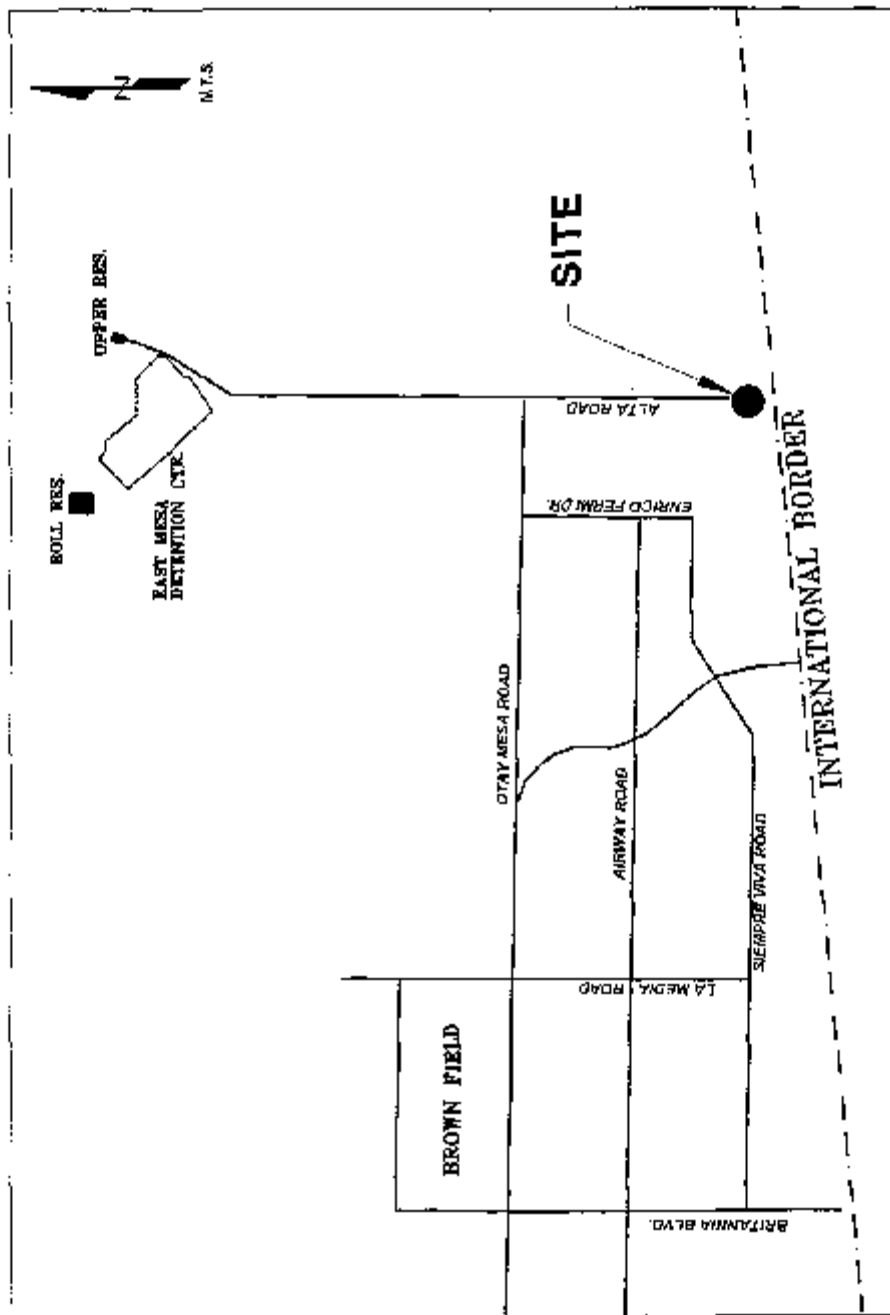 N
N.T.S.
UPPER RES.
ROLL RES.
EAST MESA
DETENTION CTR.
SITE
ALTA ROAD
ENRICO FERMI DR.
OTAY MESA ROAD
AIRWAY ROAD
SIEMPRE VIVA ROAD
INTERNATIONAL BORDER
LA MEDIA ROAD
BROWN FIELD
BRITANNIA BLVD.